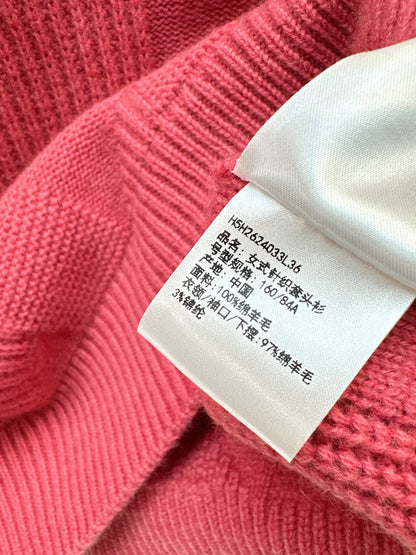 H5H2624033L36
品名: 女式针织套头衫
号型规格: 160/84A
产地: 中国
面料: 100%绵羊毛
衣领/袖口/下摆: 97%绵羊毛
3%锦纶